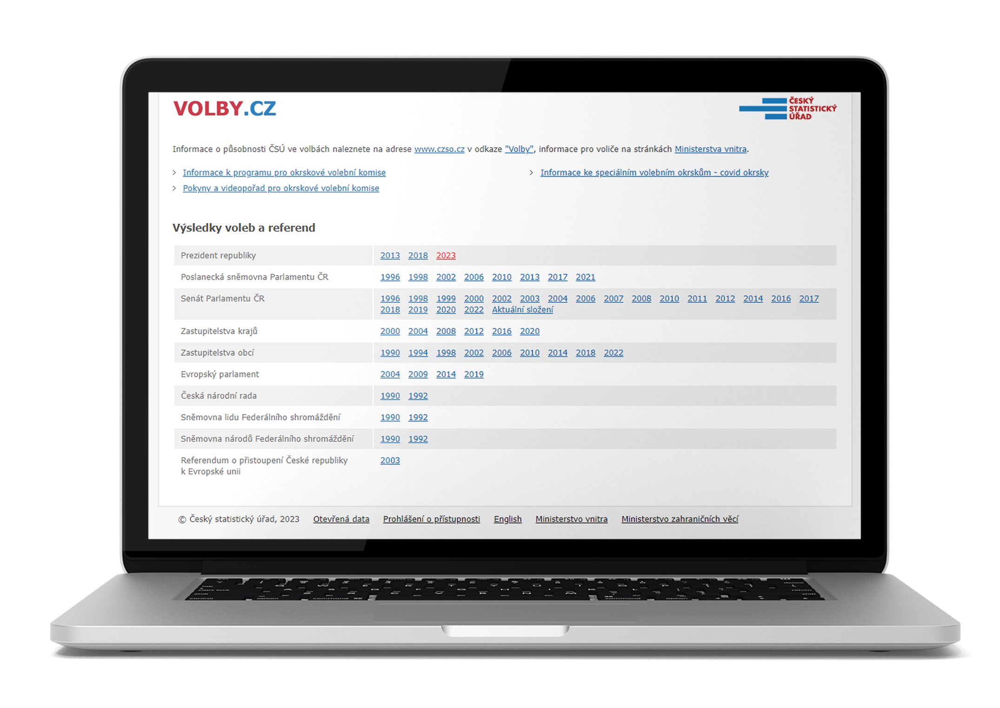 VOLBY.CZ
ČESKÝ
STATISTICKÝ
ÚŘAD
Informace o působnosti ČSÚ ve volbách naleznete na adrese www.czso.cz v odkaze "Volby", informace pro voliče na stránkách Ministerstva vnitra.
Informace k programu pro okrskové volební komise
Informace ke speciálním volebním okrskům - covid okrsky
Pokyny a videopořad pro okrskové volební komise
Výsledky voleb a referend
Prezident republiky 2013 2018 2023
Poslanecká sněmovna Parlamentu ČR 1996 1998 2002 2006 2010 2013 2017 2021
Senát Parlamentu ČR 1996 1998 1999 2000 2002 2003 2004 2006 2007 2008 2010 2011 2012 2014 2016 2017
2018 2019 2020 2022 Aktuální složení
Zastupitelstva krajů 2000 2004 2008 2012 2016 2020
Zastupitelstva obcí 1990 1994 1998 2002 2006 2010 2014 2018 2022
Evropský parlament 2004 2009 2014 2019
Česká národní rada 1990 1992
Sněmovna lidu Federálního shromáždění 1990 1992
Sněmovna národů Federálního shromáždění 1990 1992
Referendum o přistoupení České republiky 2003
k Evropské unii
© Český statistický úřad, 2023 Otevřená data Prohlášení o přístupnosti English Ministerstvo vnitra Ministerstvo zahraničních věcí